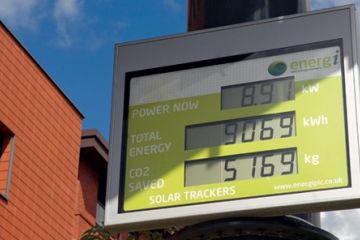 energi
POWER NOW 8.91 kW
TOTAL ENERGY 9069 kWh
CO2 SAVED 5169 kg
SOLAR TRACKERS www.energiplc.co.uk